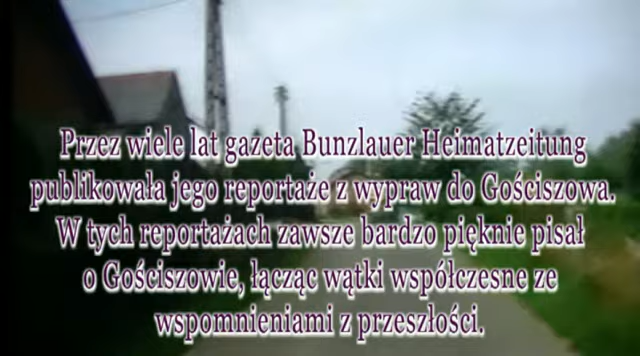 Przez wiele lat gazeta Bunzlauer Heimatzeitung
publikowała jego reportaże z wypraw do Gościszowa.
W tych reportażach zawsze bardzo pięknie pisał
o Gościszowie, łącząc wątki współczesne ze
wspomnieniami z przeszłości.